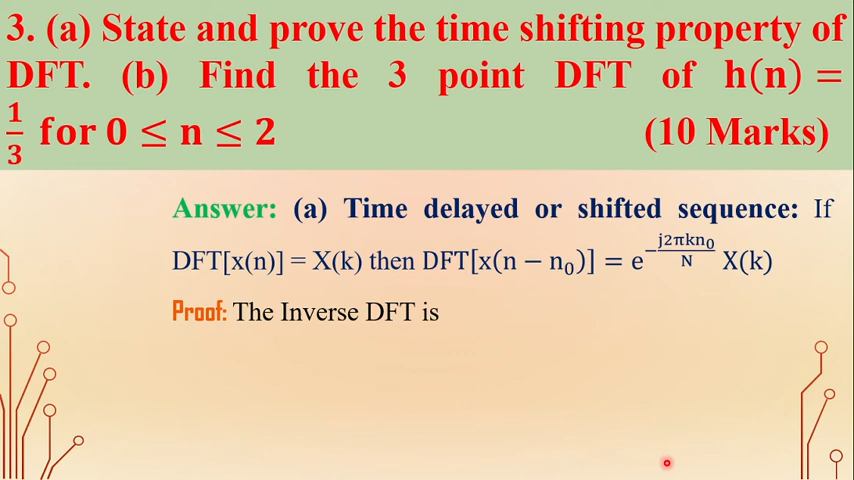 3. (a) State and prove the time shifting property of
DFT. (b) Find the 3 point DFT of h(n) =
1/3 for 0 ≤ n ≤ 2 (10 Marks)
Answer: (a) Time delayed or shifted sequence: If
DFT[x(n)] = X(k) then DFT[x(n − n₀)] = e^(−j2πkn₀/N) X(k)
Proof: The Inverse DFT is